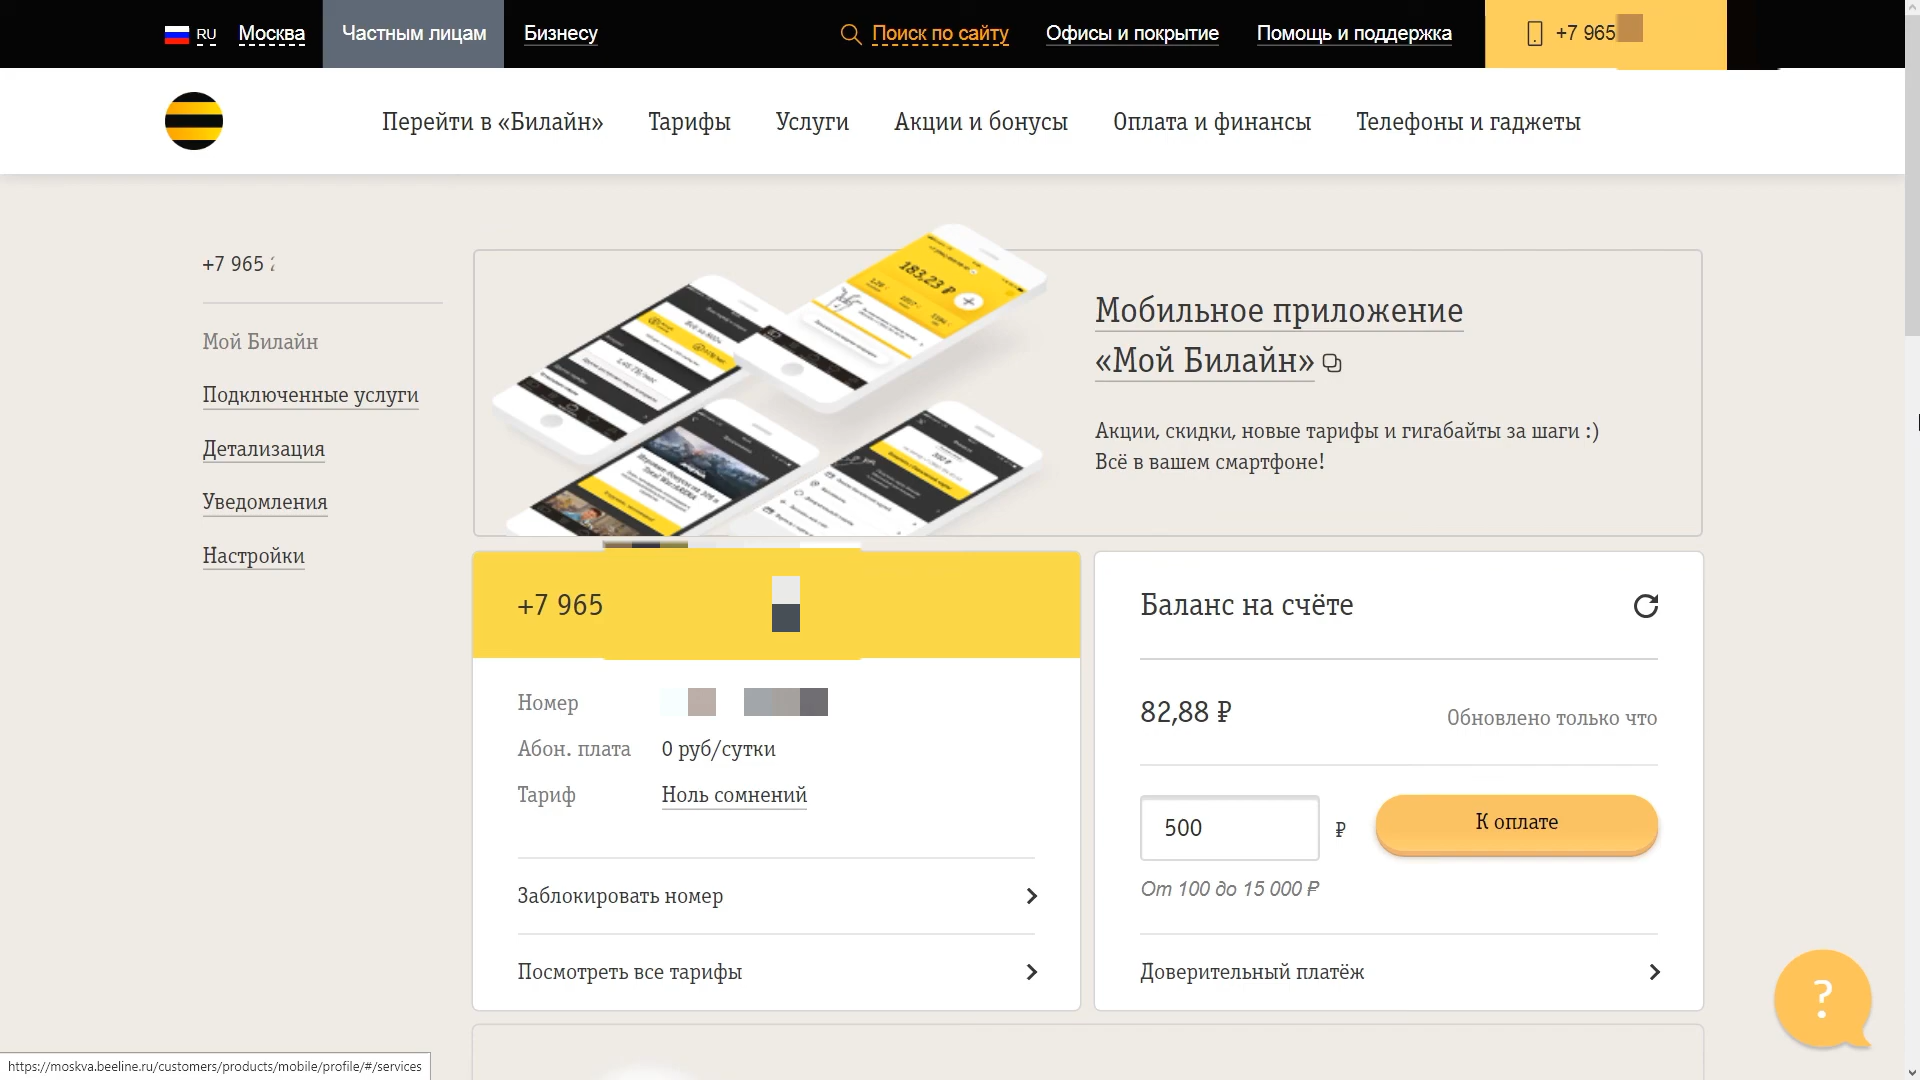 RU Москва Частным лицам Бизнесу Поиск по сайту Офисы и покрытие Помощь и поддержка +7 965
Перейти в «Билайн» Тарифы Услуги Акции и бонусы Оплата и финансы Телефоны и гаджеты
+7 965
Мой Билайн
Подключенные услуги
Детализация
Уведомления
Настройки
183,23 ₽
Мобильное приложение
«Мой Билайн»
Акции, скидки, новые тарифы и гигабайты за шаги :)
Всё в вашем смартфоне!
+7 965
Номер
Абон. плата 0 руб/сутки
Тариф Ноль сомнений
Заблокировать номер
Посмотреть все тарифы
Баланс на счёте
82,88 ₽ Обновлено только что
500 ₽ К оплате
От 100 до 15 000 ₽
Доверительный платёж
?
https://moskva.beeline.ru/customers/products/mobile/profile/#/services